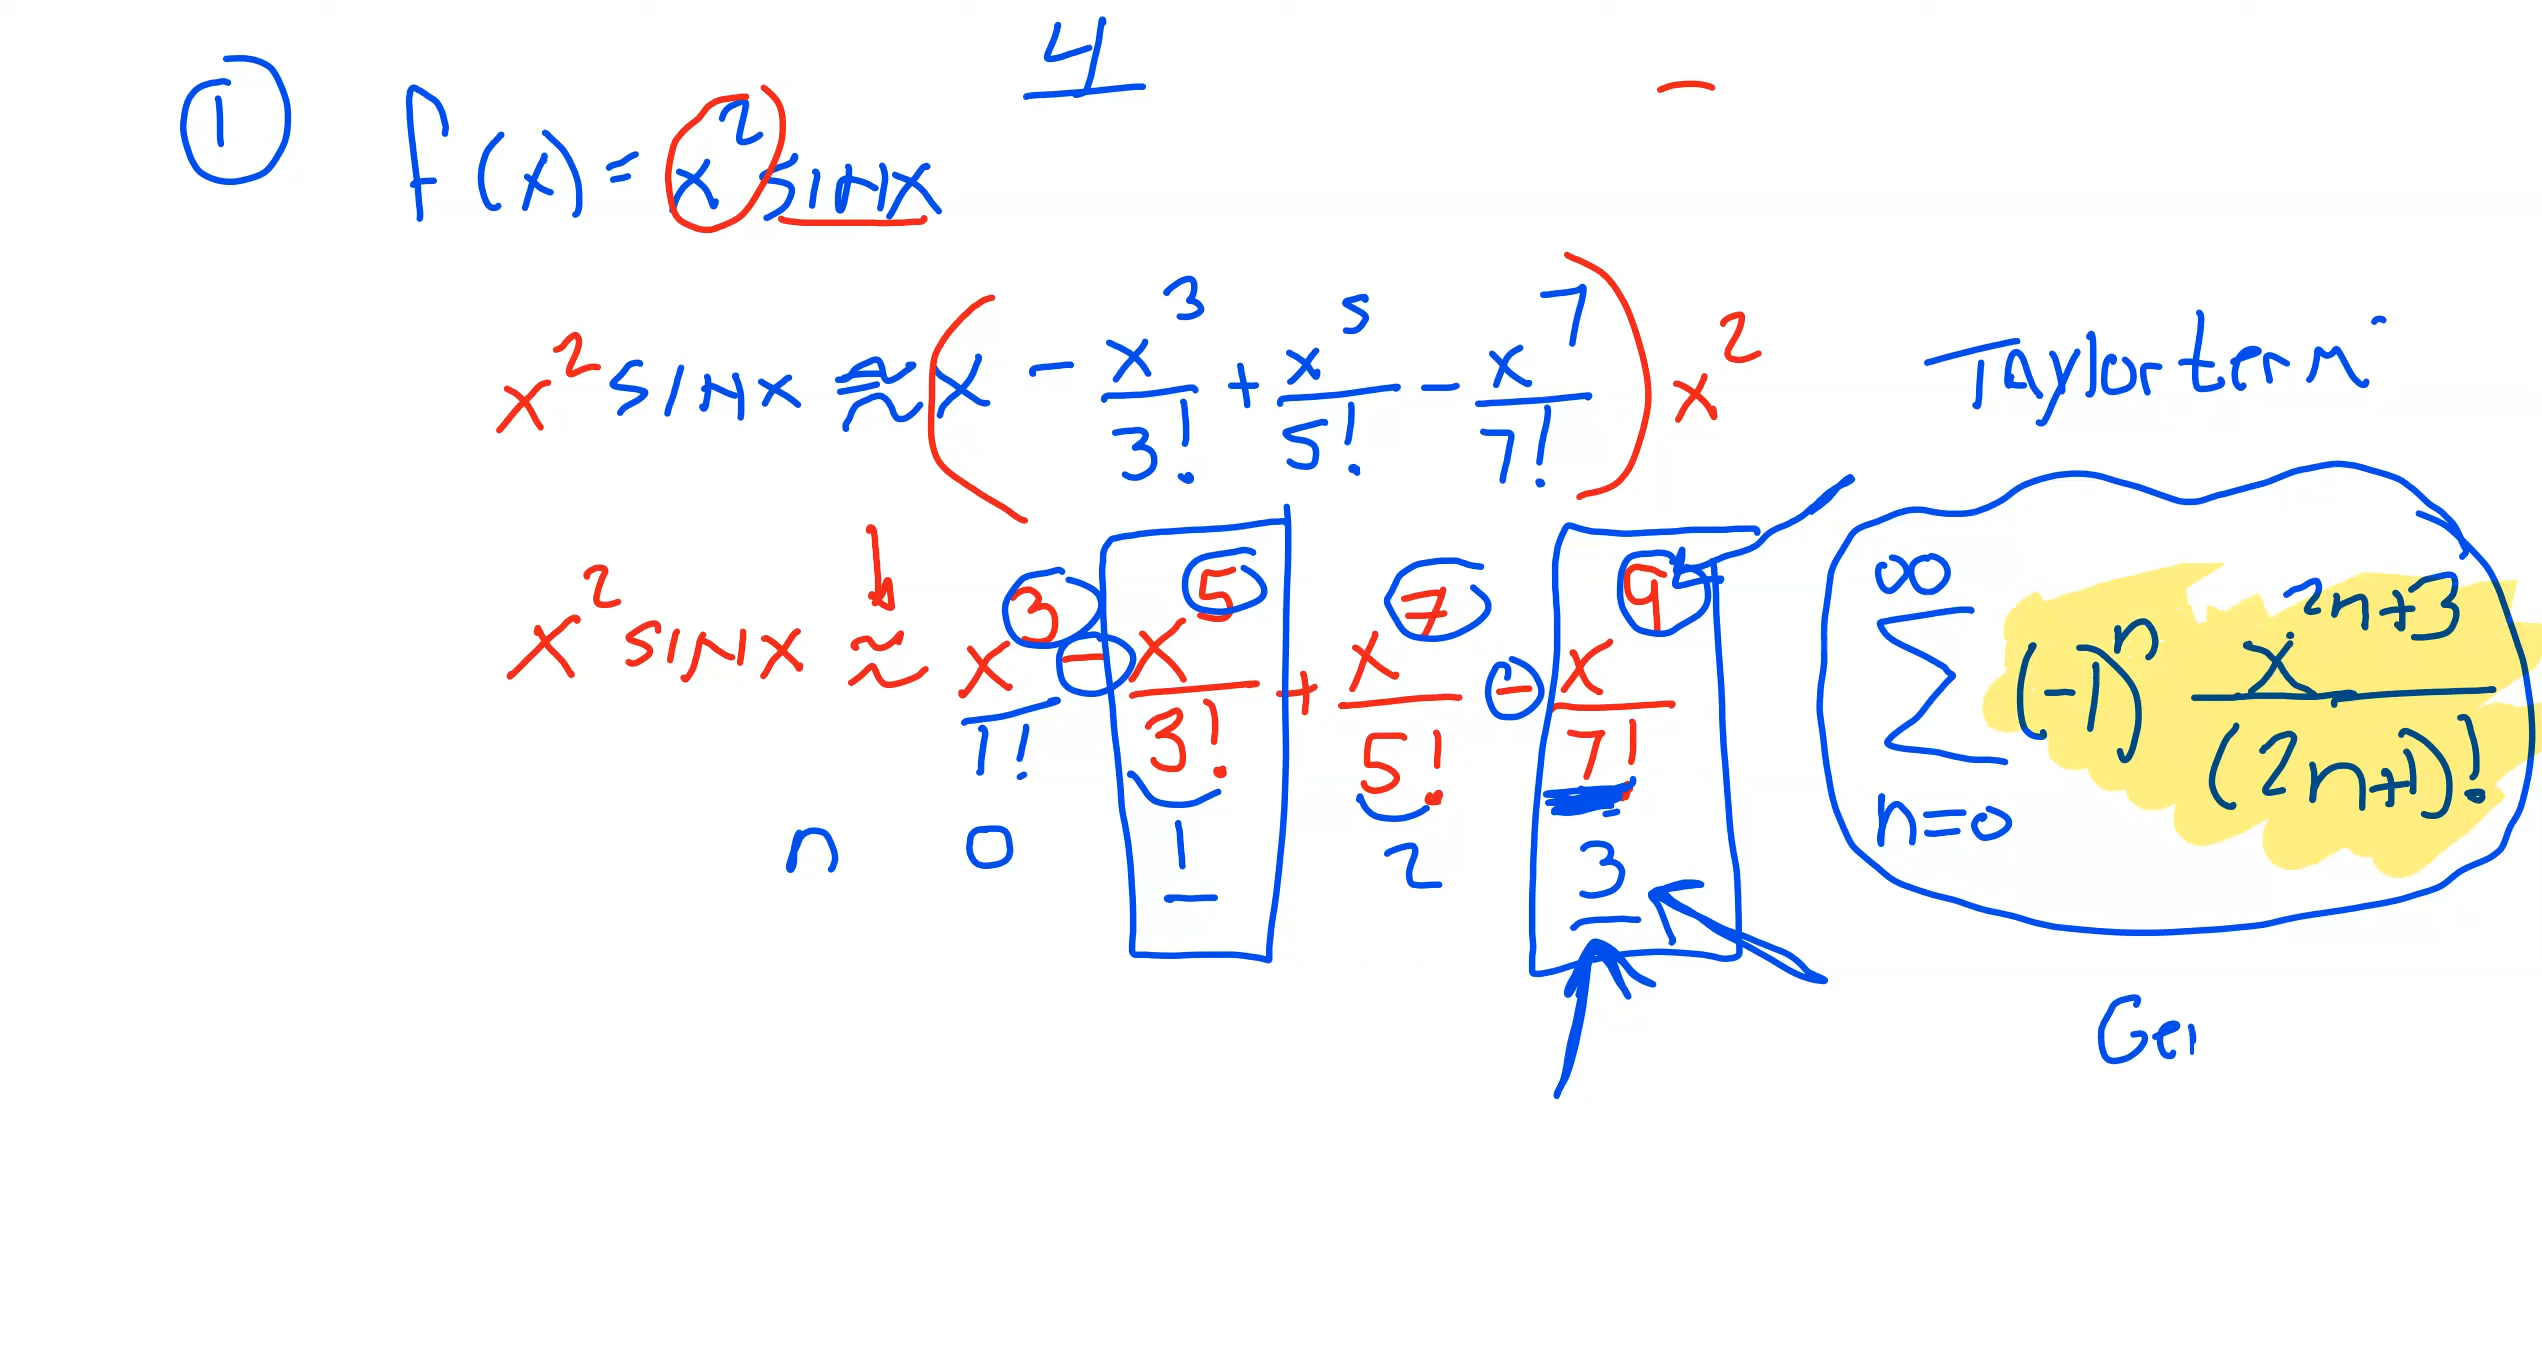 4
① f(x) = x² sinx
x² sinx ≈ (x - x³/3! + x⁵/5! - x⁷/7!) x²
Taylor term
x² sinx ≈ x³/1! - x⁵/3! + x⁷/5! - x⁹/7!
n 0 1 2 3
∞ Σ n=0 (-1)ⁿ x²ⁿ⁺³/(2n+1)!
Gen